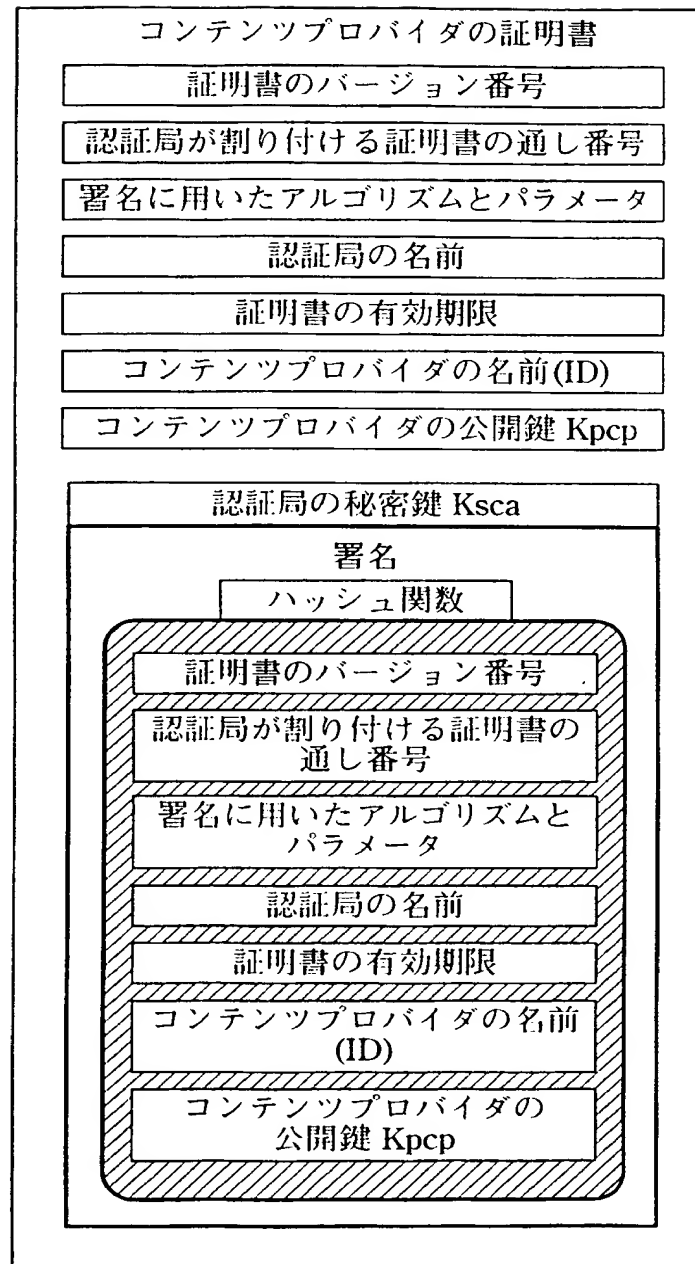 コンテンツプロバイダの証明書
証明書のバージョン番号
認証局が割り付ける証明書の通し番号
署名に用いたアルゴリズムとパラメータ
認証局の名前
証明書の有効期限
コンテンツプロバイダの名前(ID)
コンテンツプロバイダの公開鍵 Kpcp
認証局の秘密鍵 Ksca
署名
ハッシュ関数
証明書のバージョン番号
認証局が割り付ける証明書の
通し番号
署名に用いたアルゴリズムと
パラメータ
認証局の名前
証明書の有効期限
コンテンツプロバイダの名前
(ID)
コンテンツプロバイダの
公開鍵 Kpcp